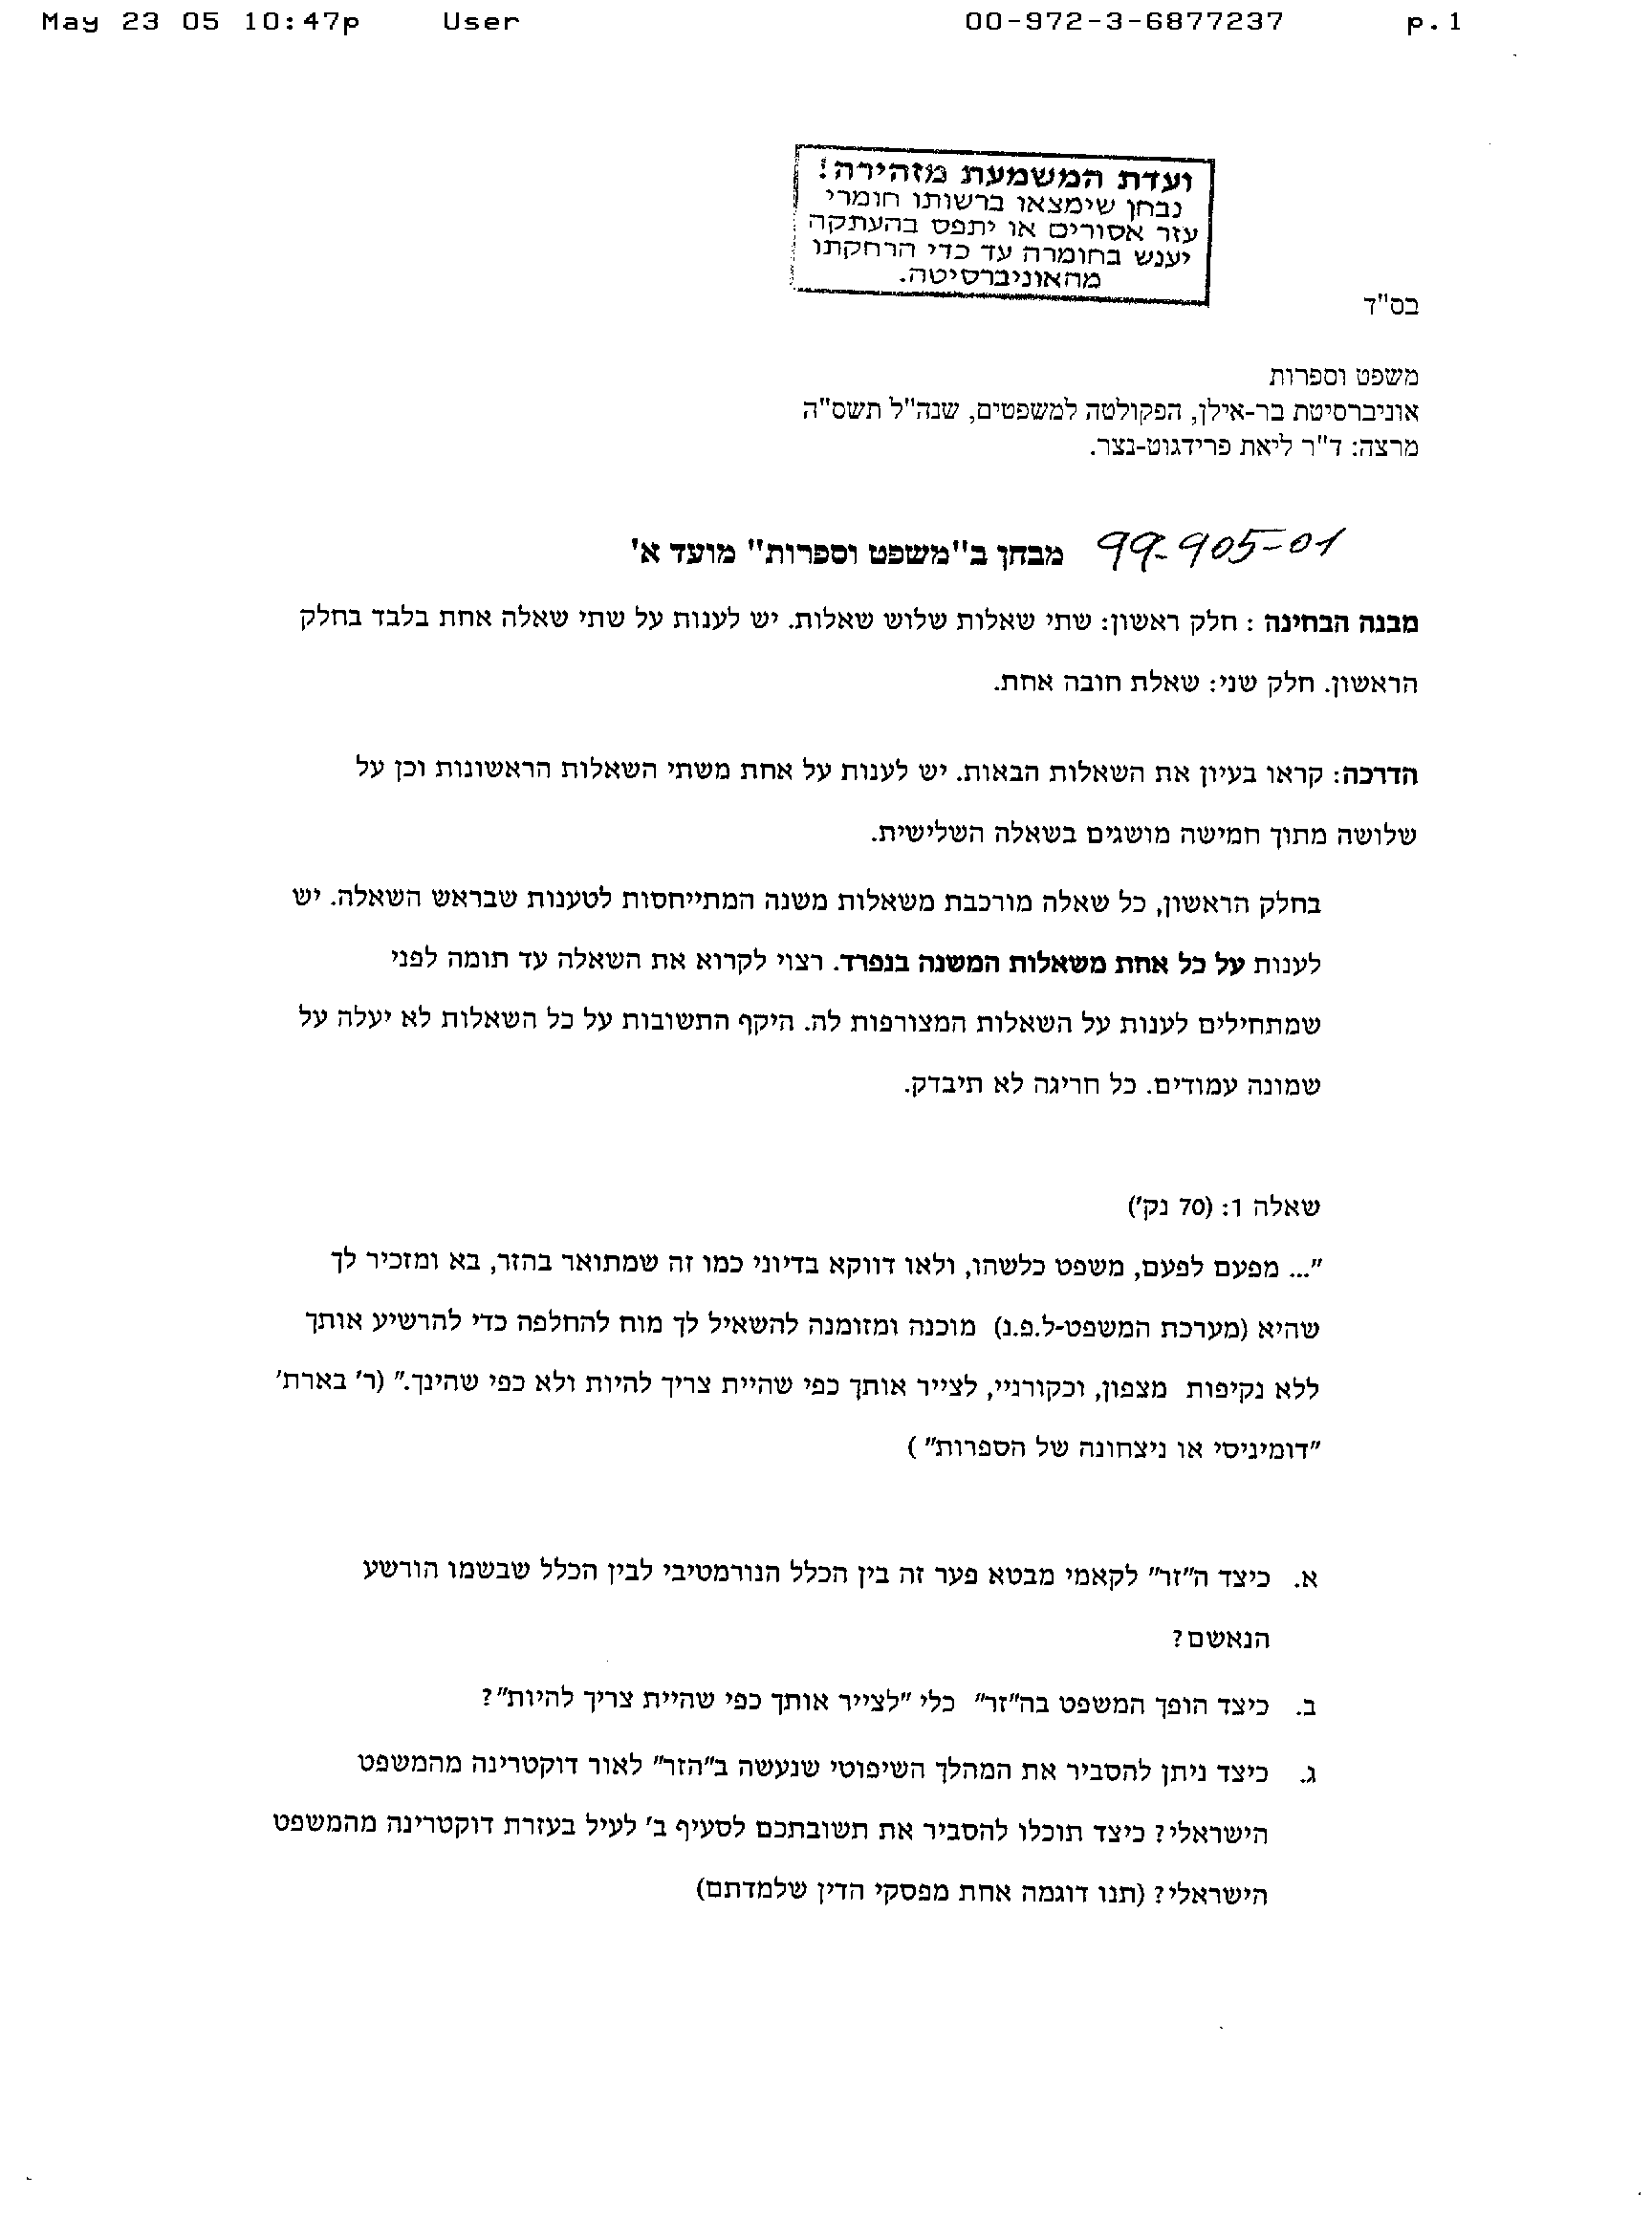 May 23 05 10:47p User 00-972-3-6877237 p.1
ועדת המשמעת מזהירה!
נבחן שימצאו ברשותו חומרי
עזר אסורים או יתפס בהעתקה
יענש בחומרה עד כדי הרחקתו
מהאוניברסיטה.
בס"ד
משפט וספרות
אוניברסיטת בר-אילן, הפקולטה למשפטים, שנה"ל תשס"ה
מרצה: ד"ר ליאת פרידגוט-נצר.
99-905-01 מבחן ב"משפט וספרות" מועד א'
מבנה הבחינה : חלק ראשון: שתי שאלות שלוש שאלות. יש לענות על שתי שאלה אחת בלבד בחלק
הראשון. חלק שני: שאלת חובה אחת.
הדרכה: קראו בעיון את השאלות הבאות. יש לענות על אחת משתי השאלות הראשונות וכן על
שלושה מתוך חמישה מושגים בשאלה השלישית.
בחלק הראשון, כל שאלה מורכבת משאלות משנה המתייחסות לטענות שבראש השאלה. יש
לענות על כל אחת משאלות המשנה בנפרד. רצוי לקרוא את השאלה עד תומה לפני
שמתחילים לענות על השאלות המצורפות לה. היקף התשובות על כל השאלות לא יעלה על
שמונה עמודים. כל חריגה לא תיבדק.
שאלה 1: (70 נק')
"... מפעם לפעם, משפט כלשהו, ולאו דווקא בדיוני כמו זה שמתואר בהזר, בא ומזכיר לך
שהיא (מערכת המשפט-ל.פ.נ) מוכנה ומזומנה להשאיל לך מוח להחלפה כדי להרשיע אותך
ללא נקיפות מצפון, וכקורניי, לצייר אותך כפי שהיית צריך להיות ולא כפי שהינך." (ר' בארת'
"דומיניסי או ניצחונה של הספרות" )
א. כיצד ה"זר" לקאמי מבטא פער זה בין הכלל הנורמטיבי לבין הכלל שבשמו הורשע
הנאשם?
ב. כיצד הופך המשפט בה"זר" כלי "לצייר אותך כפי שהיית צריך להיות"?
ג. כיצד ניתן להסביר את המהלך השיפוטי שנעשה ב"הזר" לאור דוקטרינה מהמשפט
הישראלי? כיצד תוכלו להסביר את תשובתכם לסעיף ב' לעיל בעזרת דוקטרינה מהמשפט
הישראלי? (תנו דוגמה אחת מפסקי הדין שלמדתם)